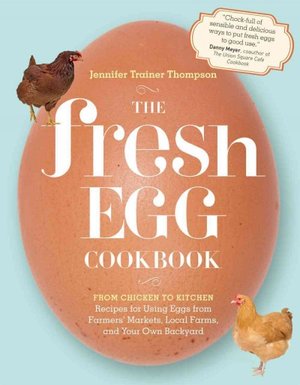 "Chock-full of
sensible and delicious
ways to put fresh eggs
to good use."
Danny Meyer, coauthor of
The Union Square Cafe
Cookbook
Jennifer Trainer Thompson
THE
fresh
EGG
COOKBOOK
FROM CHICKEN TO KITCHEN
Recipes for Using Eggs from
Farmers' Markets, Local Farms,
and Your Own Backyard